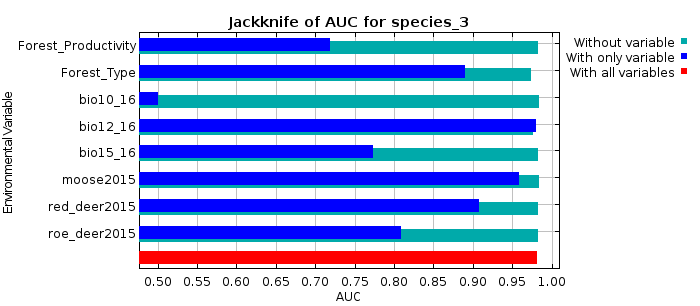 Jackknife of AUC for species_3
Environmental Variable
Forest_Productivity
Forest_Type
bio10_16
bio12_16
bio15_16
moose2015
red_deer2015
roe_deer2015
0.50 0.55 0.60 0.65 0.70 0.75 0.80 0.85 0.90 0.95 1.00
AUC
Without variable
With only variable
With all variables